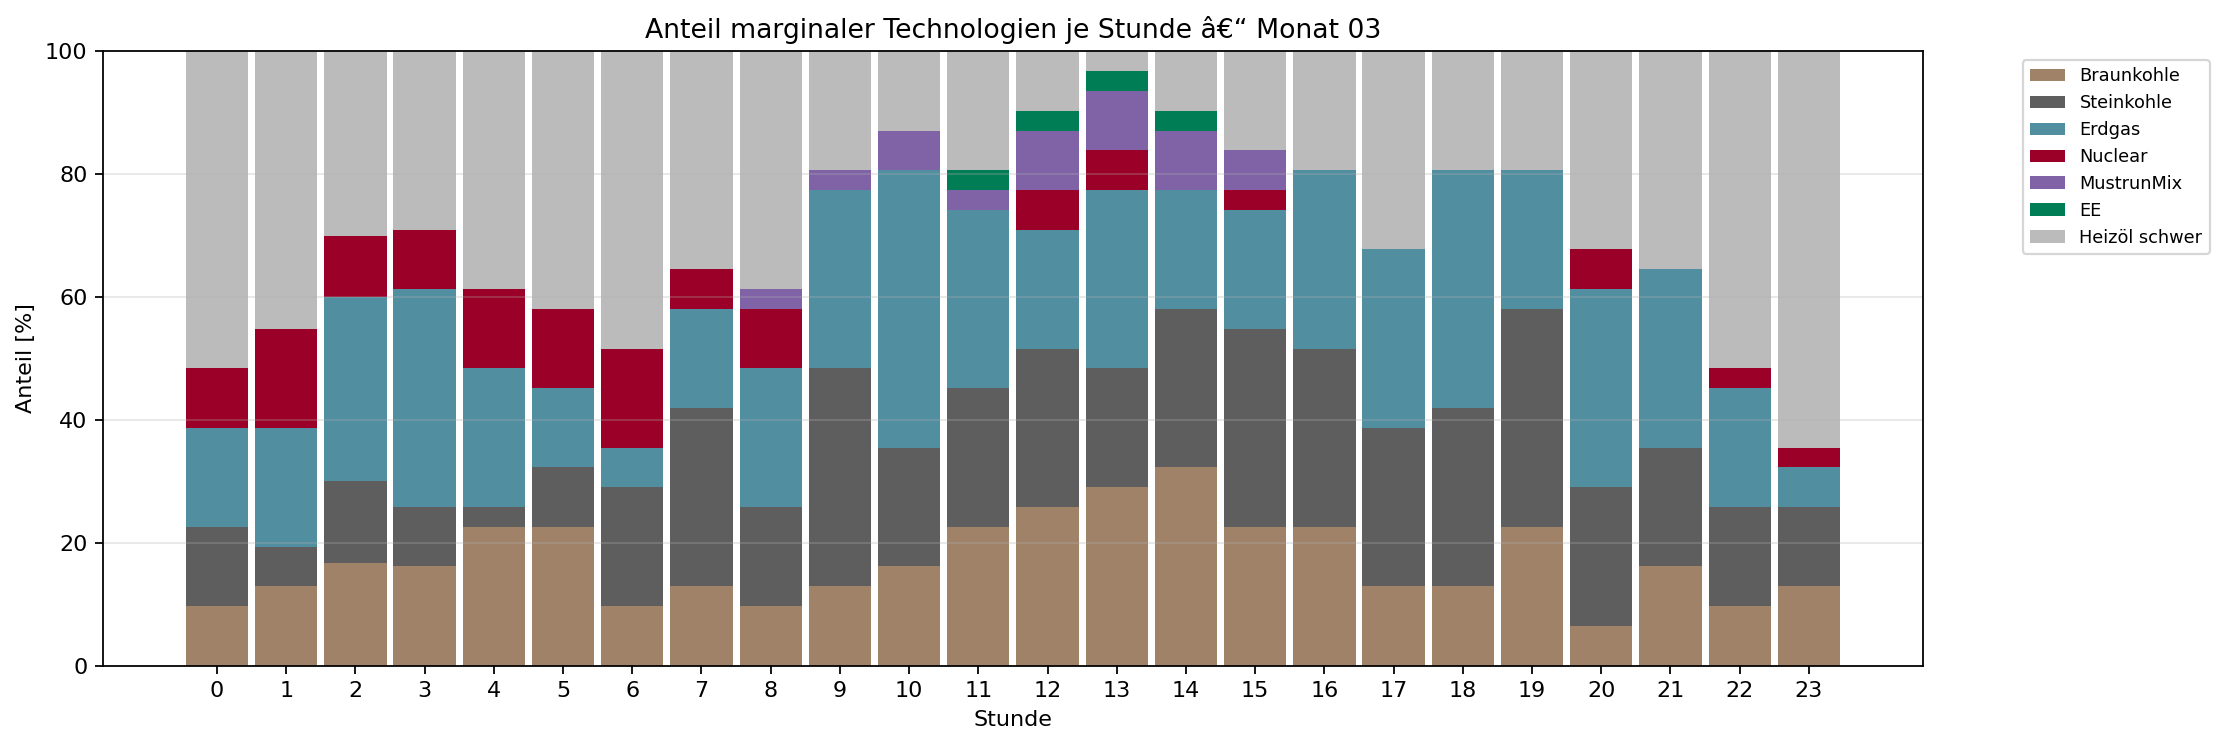 Anteil marginaler Technologien je Stunde â€“ Monat 03
Anteil [%]
100
80
60
40
20
0
0 1 2 3 4 5 6 7 8 9 10 11 12 13 14 15 16 17 18 19 20 21 22 23
Stunde
Braunkohle
Steinkohle
Erdgas
Nuclear
MustrunMix
EE
Heizöl schwer